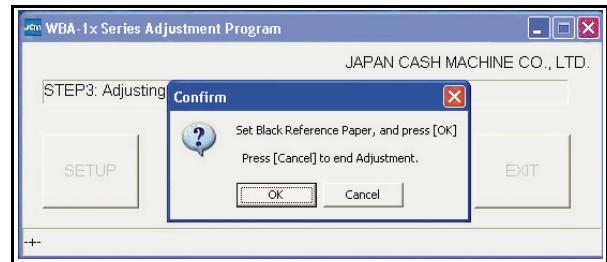 JCM WBA-1x Series Adjustment Program
JAPAN CASH MACHINE CO., LTD.
STEP3: Adjusting
Confirm
Set Black Reference Paper, and press [OK]
Press [Cancel] to end Adjustment.
SETUP
EXIT
OK
Cancel
-+-